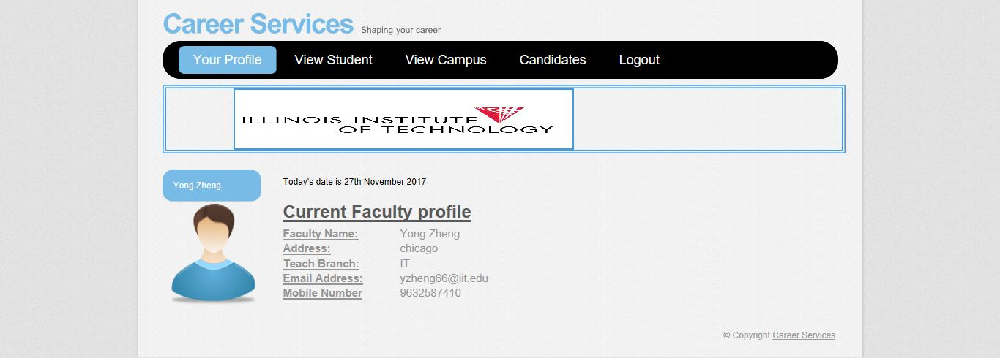 Career Services Shaping your career
Your Profile View Student View Campus Candidates Logout
ILLINOIS INSTITUTE
OF TECHNOLOGY
Yong Zheng
Today's date is 27th November 2017
Current Faculty profile
Faculty Name: Yong Zheng
Address: chicago
Teach Branch: IT
Email Address: yzheng66@iit.edu
Mobile Number 9632587410
© Copyright Career Services.